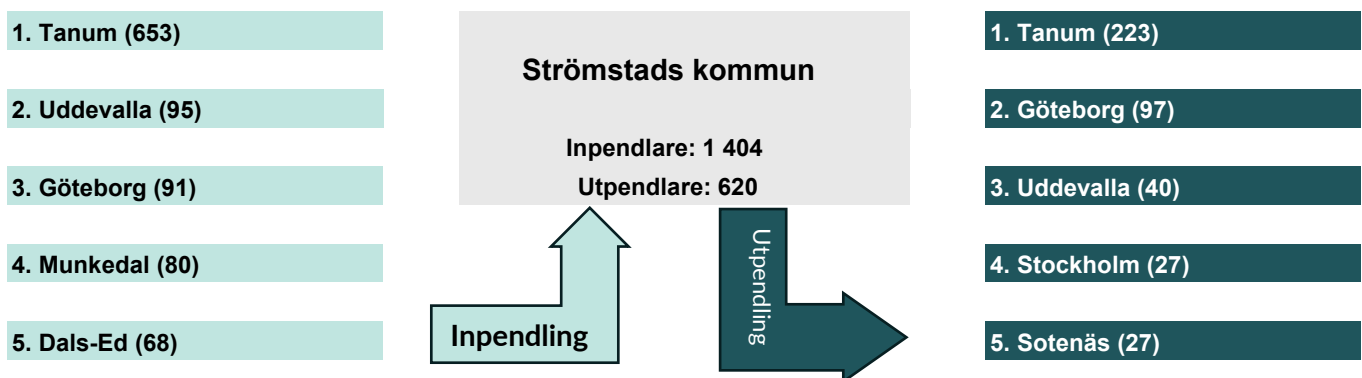 1. Tanum (653)
2. Uddevalla (95)
3. Göteborg (91)
4. Munkedal (80)
5. Dals-Ed (68)
Strömstads kommun
Inpendlare: 1 404
Utpendlare: 620
Inpendling
Utpendling
1. Tanum (223)
2. Göteborg (97)
3. Uddevalla (40)
4. Stockholm (27)
5. Sotenäs (27)